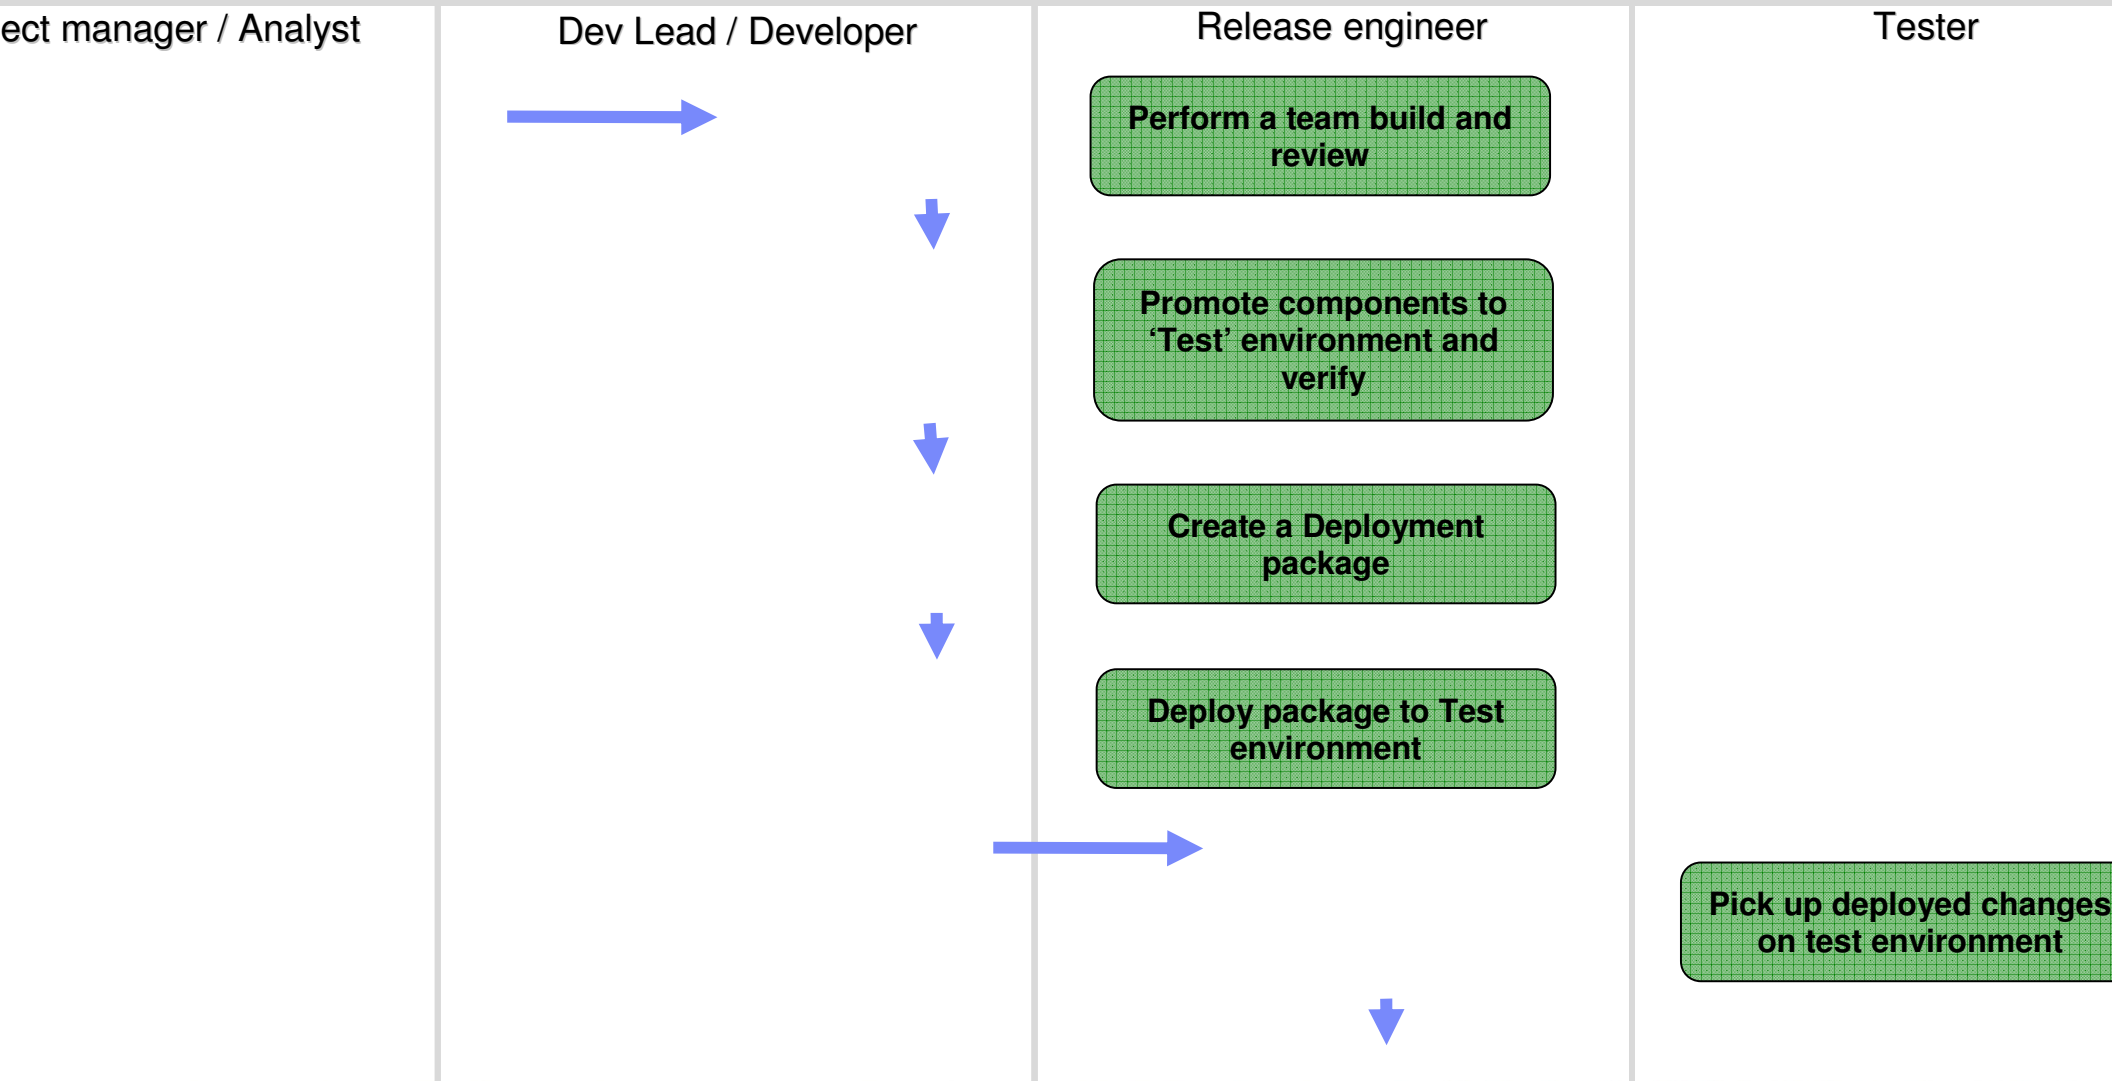 ect manager / Analyst
Dev Lead / Developer
Release engineer
Tester
Perform a team build and
review
Promote components to
‘Test’ environment and
verify
Create a Deployment
package
Deploy package to Test
environment
Pick up deployed changes
on test environment